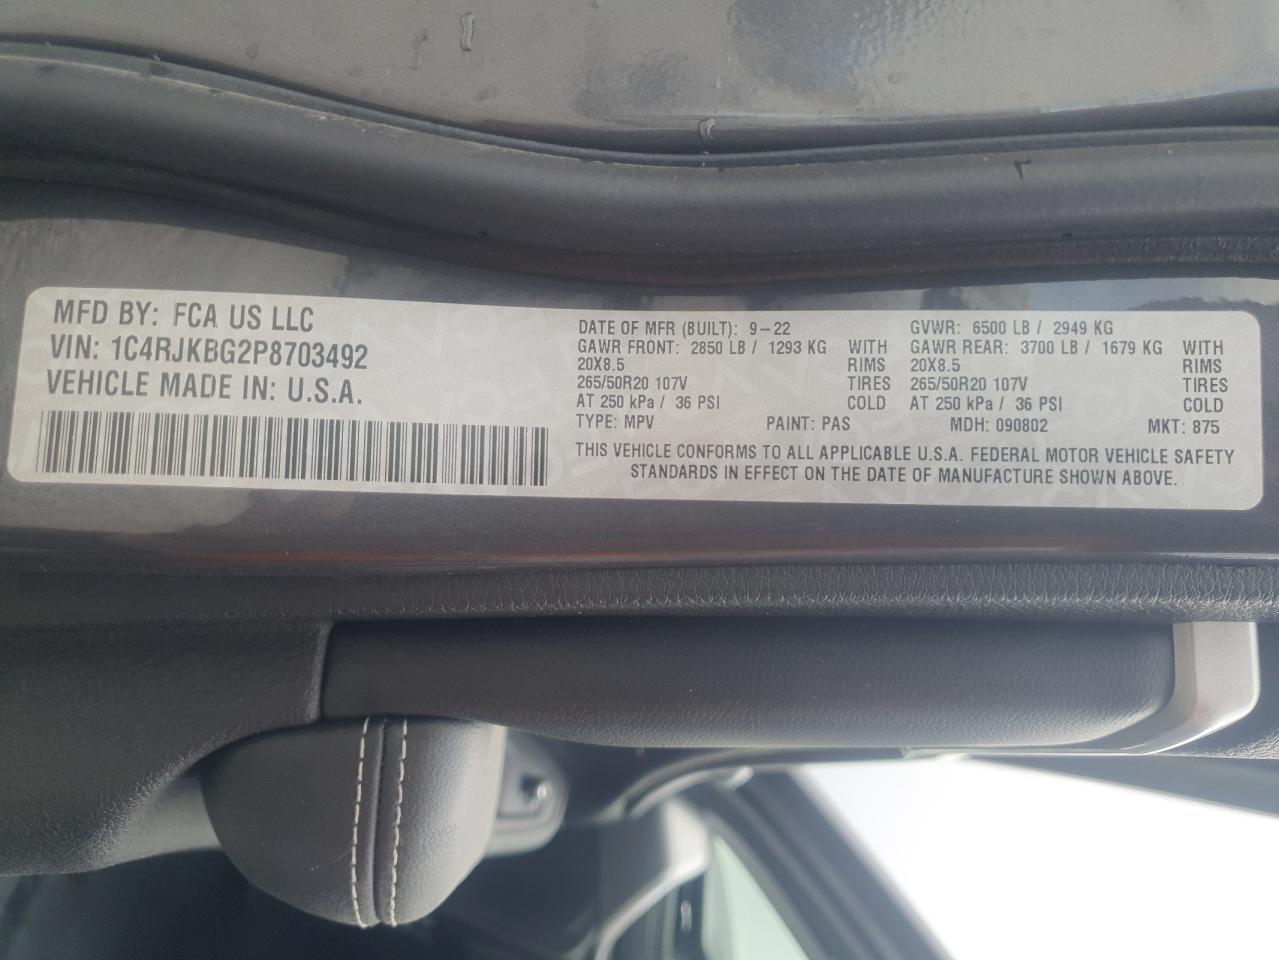 MFD BY: FCA US LLC
VIN: 1C4RJKBG2P8703492
VEHICLE MADE IN: U.S.A.
DATE OF MFR (BUILT): 9-22
GAWR FRONT: 2850 LB / 1293 KG WITH
20X8.5 RIMS
265/50R20 107V TIRES
AT 250 kPa / 36 PSI COLD
GVWR: 6500 LB / 2949 KG
GAWR REAR: 3700 LB / 1679 KG WITH
20X8.5 RIMS
265/50R20 107V TIRES
AT 250 kPa / 36 PSI COLD
TYPE: MPV PAINT: PAS MDH: 090802 MKT: 875
THIS VEHICLE CONFORMS TO ALL APPLICABLE U.S.A. FEDERAL MOTOR VEHICLE SAFETY
STANDARDS IN EFFECT ON THE DATE OF MANUFACTURE SHOWN ABOVE.